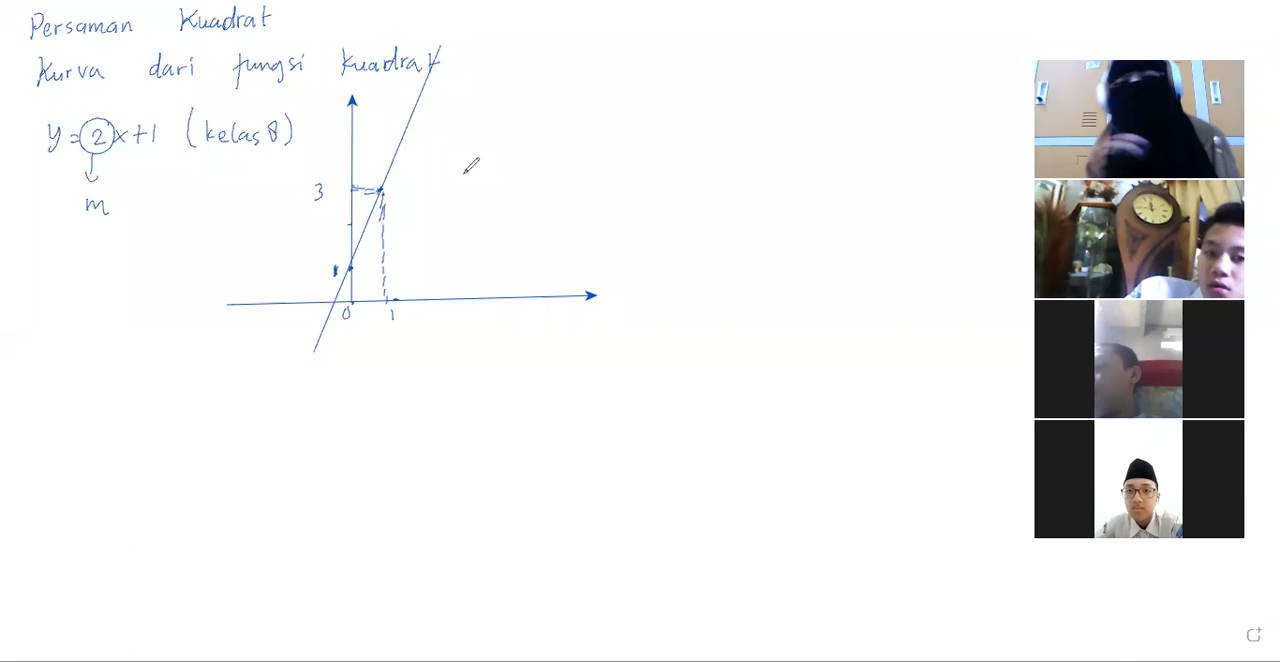 Persaman Kuadrat
Kurva dari fungsi kuadrat
y=2x+1 (kelas 8)
m
3
1
0 1